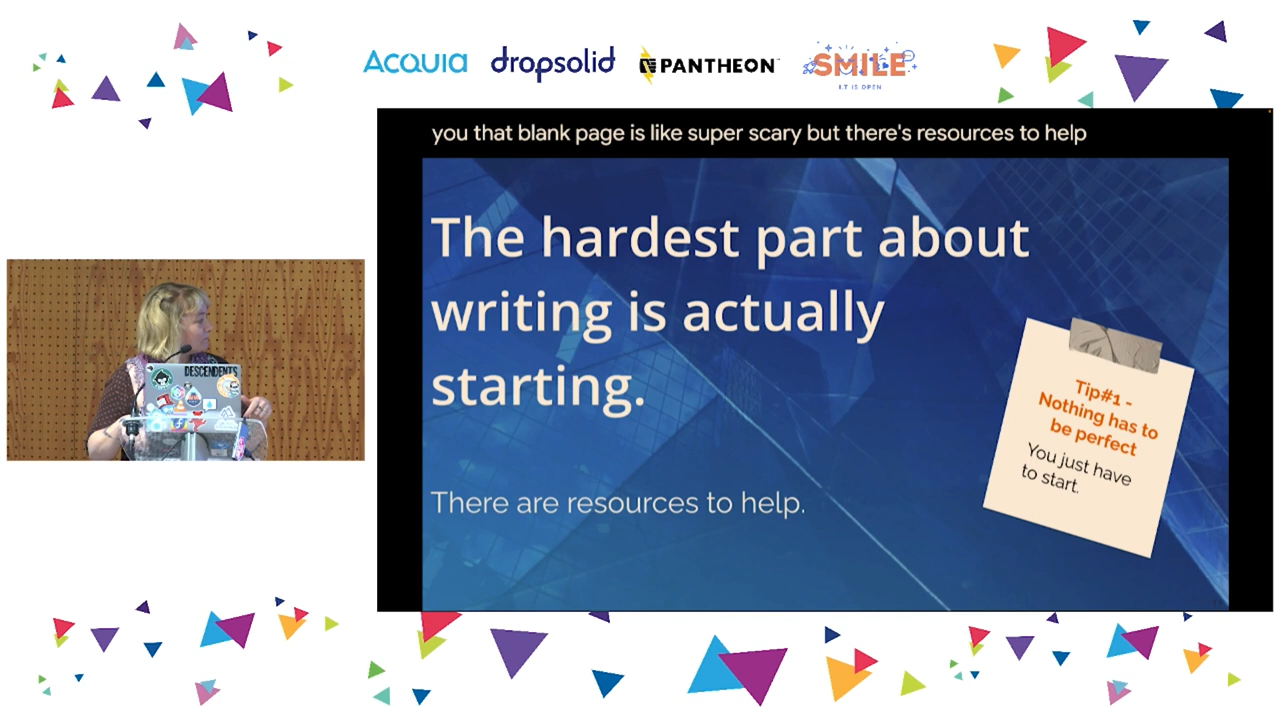 ACQUIA dropsolid PANTHEON SMILE
I.T IS OPEN
you that blank page is like super scary but there's resources to help
The hardest part about
writing is actually
starting.
There are resources to help.
Tip#1 -
Nothing has to
be perfect
You just have
to start.
DESCENDENTS